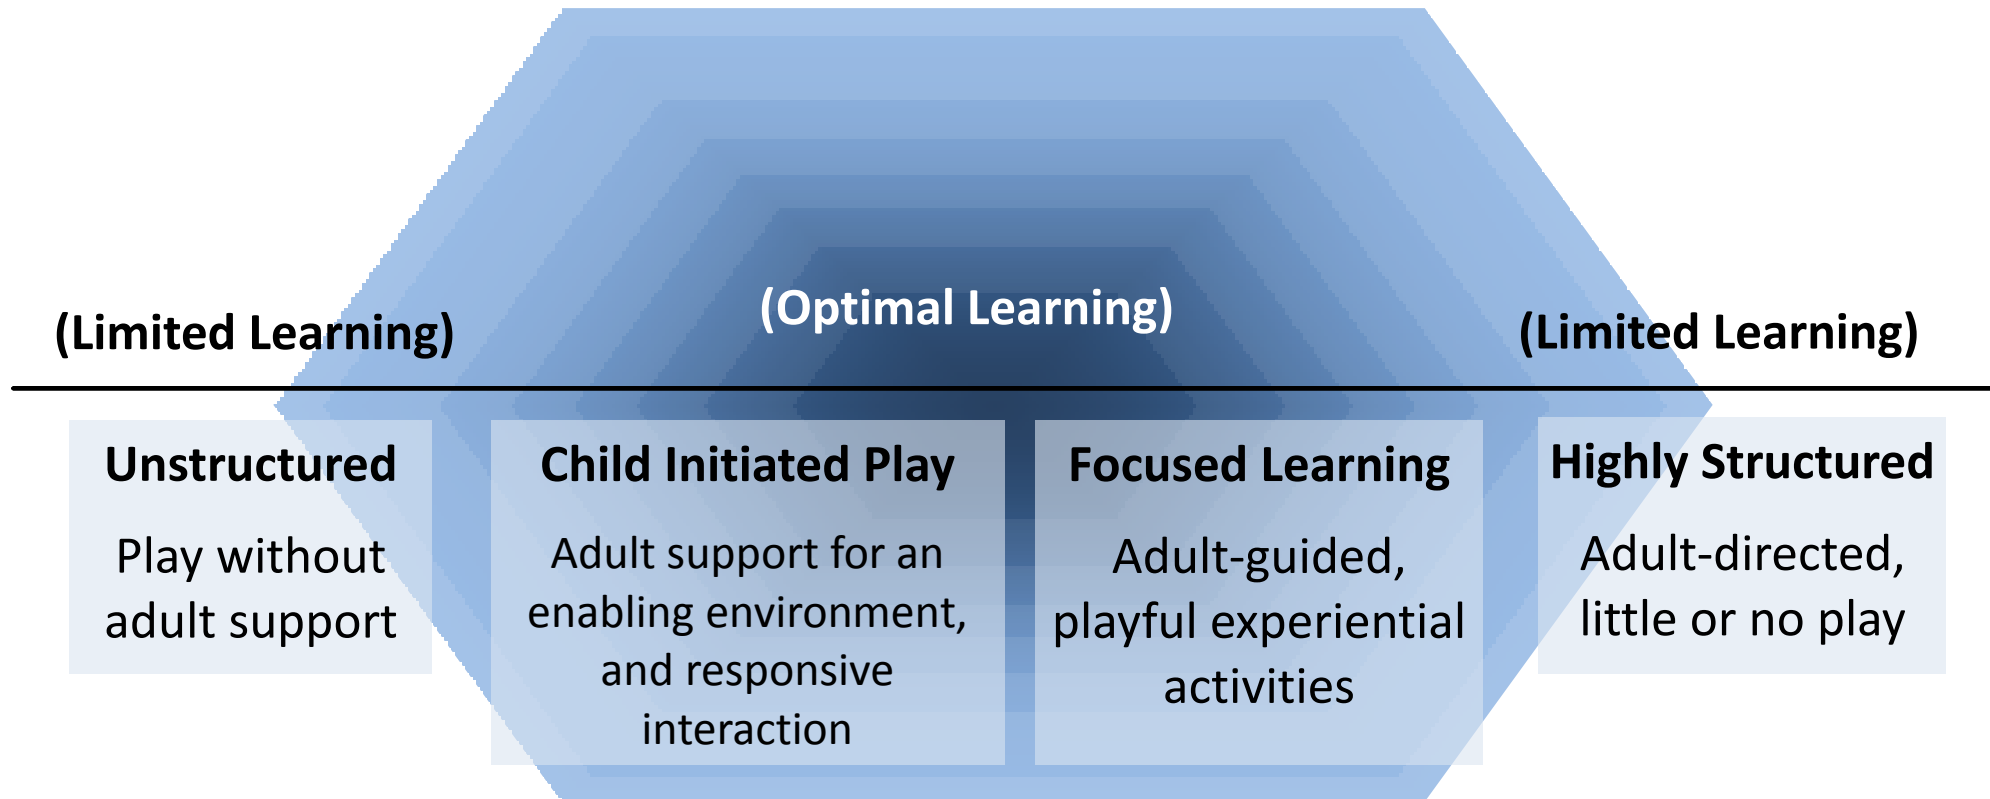 (Limited Learning)
(Optimal Learning)
(Limited Learning)
Unstructured
Play without
adult support
Child Initiated Play
Adult support for an
enabling environment,
and responsive
interaction
Focused Learning
Adult-guided,
playful experiential
activities
Highly Structured
Adult-directed,
little or no play